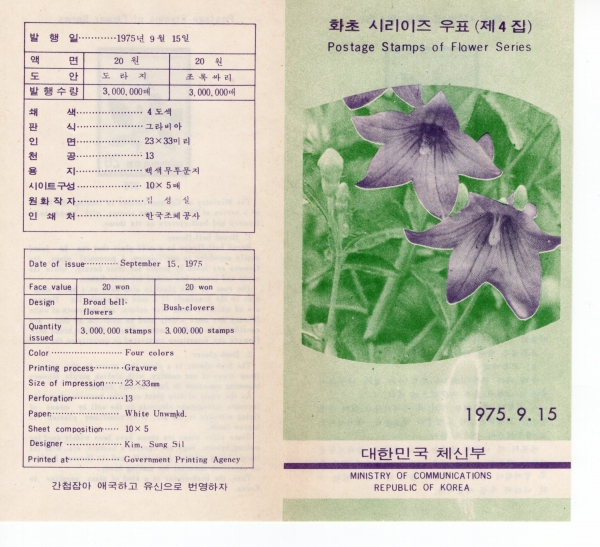 발행일············1975년 9월 15일
액면 20원 20원
도안 도라지 조록싸리
발행수량 3,000,000매 3,000,000매
쇄색·····················4도색
판식·····················그라비아
인면····················23×33미리
천공····················13
용지····················백색무투문지
시이트구성···············10×5매
원화작자·················김성실
인쇄처·················한국조폐공사
Date of issue············September 15, 1975
Face value 20 won 20 won
Design Broad bell-flowers Bush-clovers
Quantity issued 3,000,000 stamps 3,000,000 stamps
Color·························Four colors
Printing process··········Gravure
Size of impression······23×33mm
Perforation·················13
Paper························White Unwmkd.
Sheet composition······10×5
Designer···················Kim, Sung Sil
Printed at··················Government Printing Agency
간첩잡아 애국하고 유신으로 번영하자
화초 시리이즈 우표(제4집)
Postage Stamps of Flower Series
1975.9.15
대한민국 체신부
MINISTRY OF COMMUNICATIONS
REPUBLIC OF KOREA